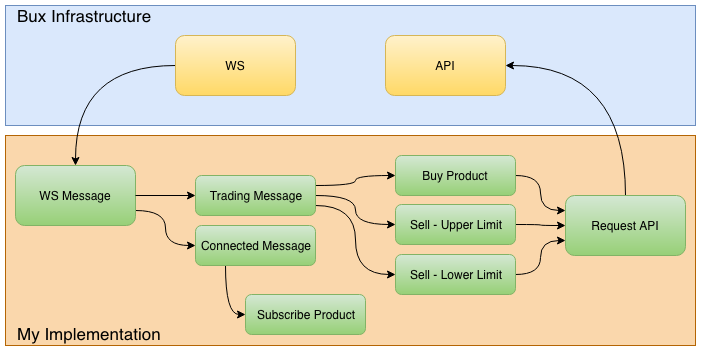 Bux Infrastructure
WS
API
WS Message
Trading Message
Connected Message
Subscribe Product
Buy Product
Sell - Upper Limit
Sell - Lower Limit
Request API
My Implementation